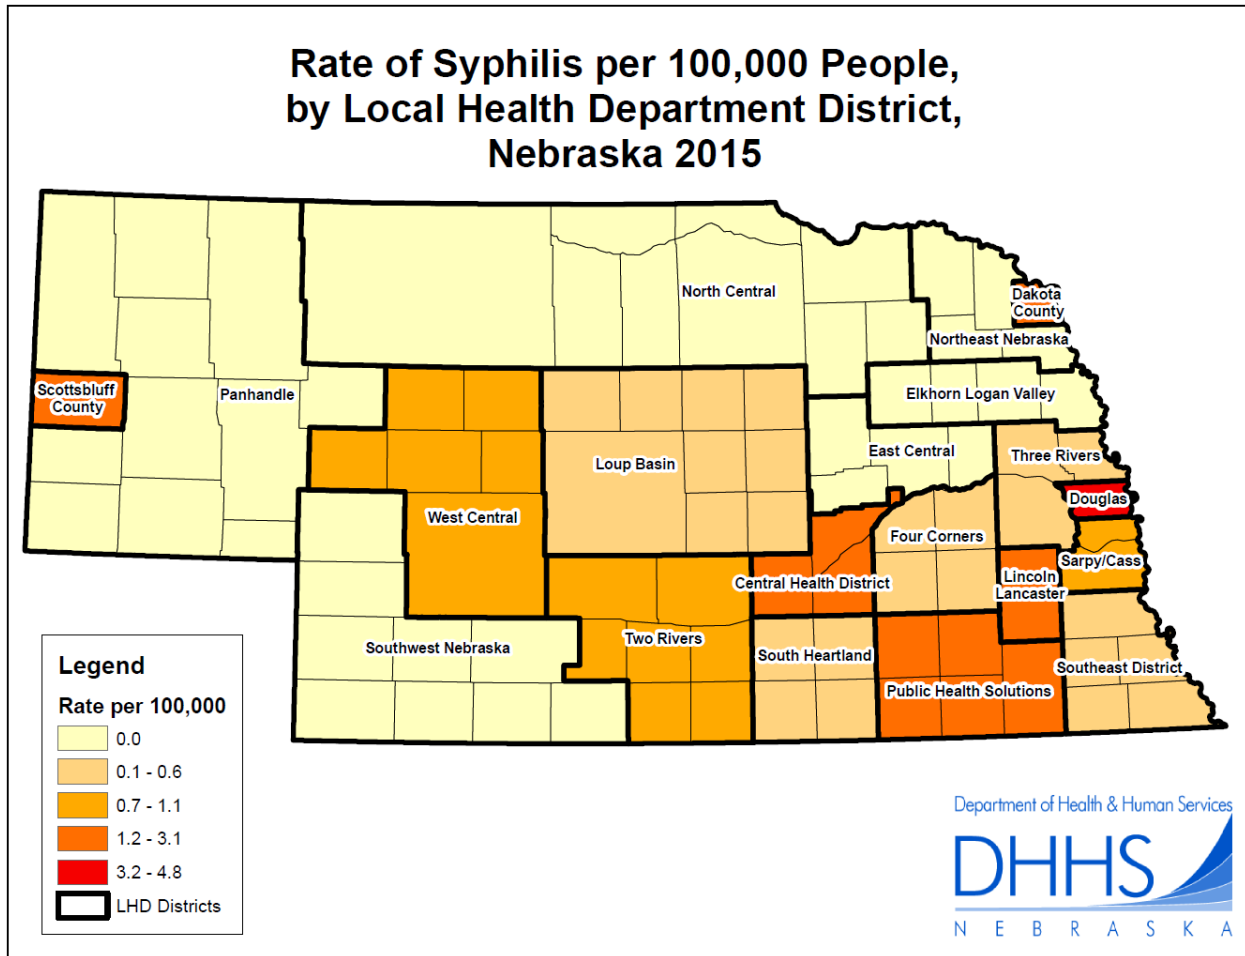 Rate of Syphilis per 100,000 People,
by Local Health Department District,
Nebraska 2015
North Central
Dakota
County
Northeast Nebraska
Scottsbluff
County
Panhandle
Elkhorn Logan Valley
East Central
Three Rivers
Loup Basin
Douglas
West Central
Four Corners
Sarpy/Cass
Central Health District
Lincoln
Lancaster
Southwest Nebraska
Two Rivers
South Heartland
Southeast District
Public Health Solutions
Legend
Rate per 100,000
0.0
0.1 - 0.6
0.7 - 1.1
1.2 - 3.1
3.2 - 4.8
LHD Districts
Department of Health & Human Services
DHHS
NEBRASKA